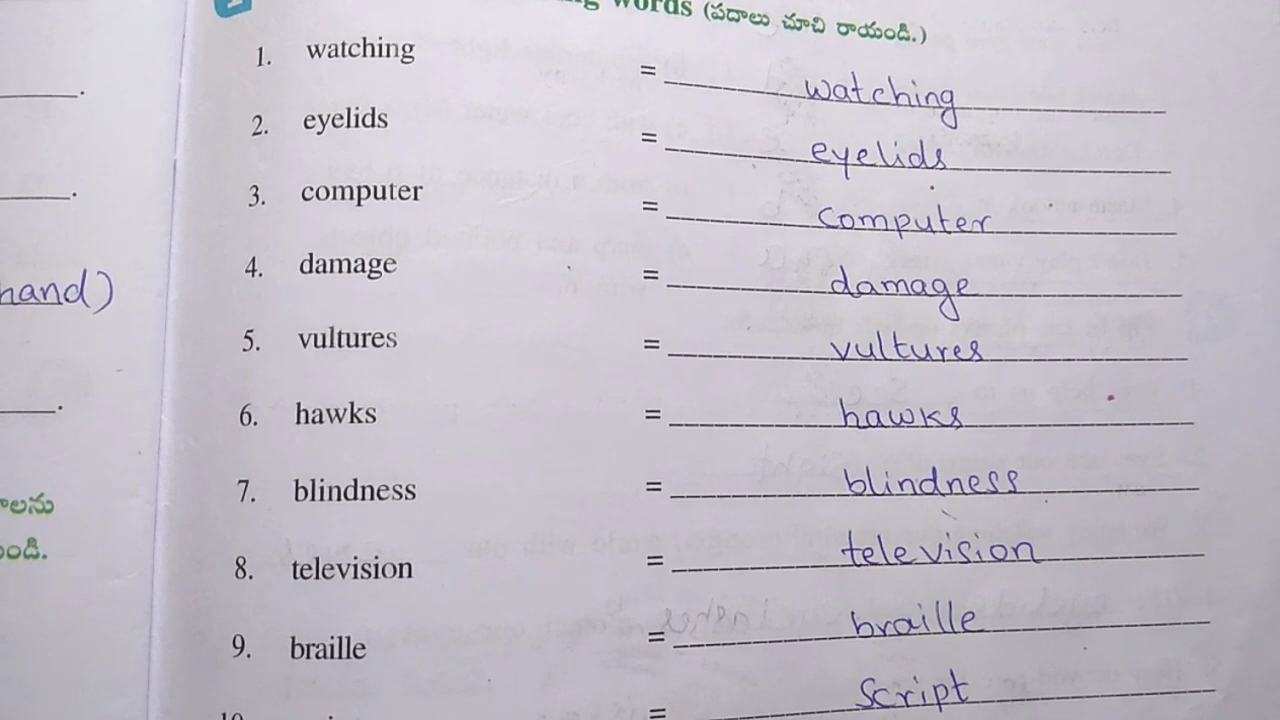 words (పదాలు చూచి రాయండి.)
1. watching = watching
2. eyelids = eyelids
3. computer = computer
4. damage = damage
5. vultures = vultures
6. hawks = hawks
7. blindness = blindness
8. television = television
9. braille = braille
= script
hand)